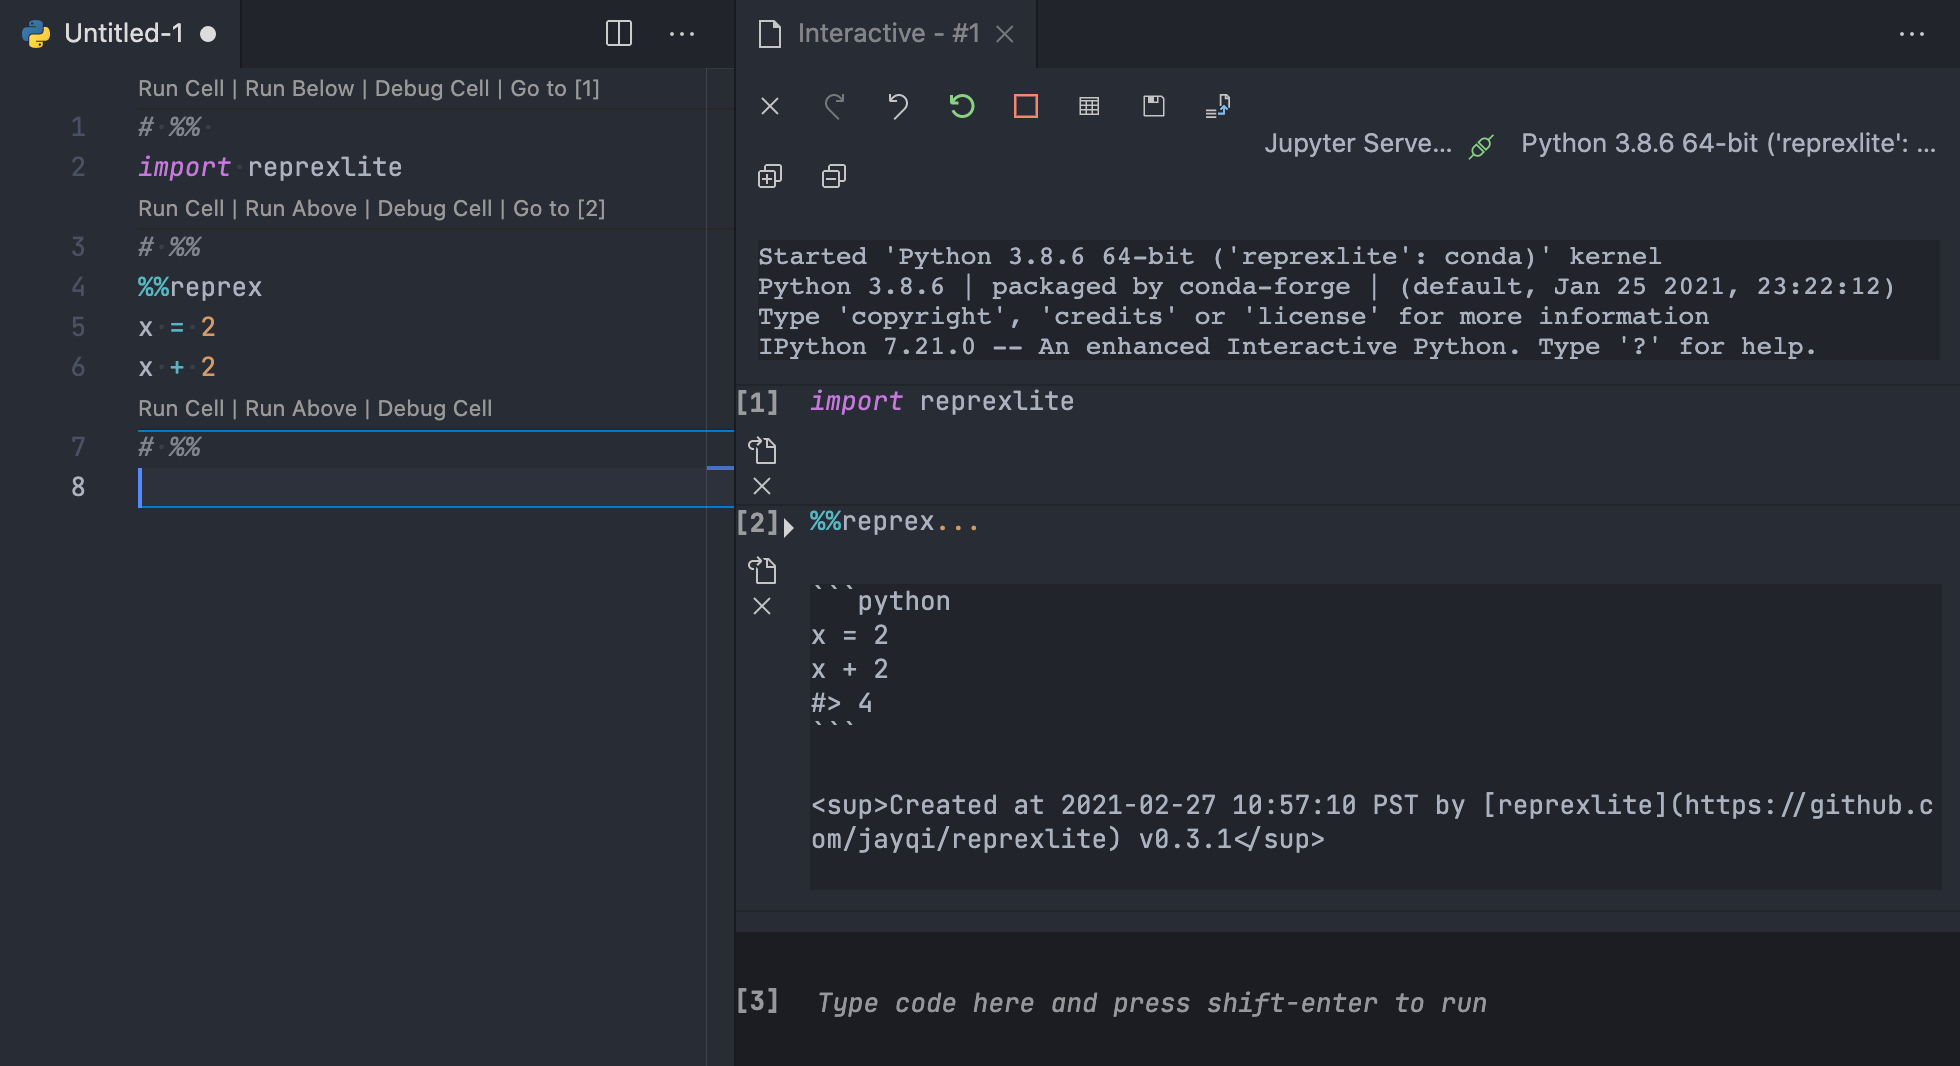 Untitled-1
Run Cell | Run Below | Debug Cell | Go to [1]
1 # %%
2 import reprexlite
Run Cell | Run Above | Debug Cell | Go to [2]
3 # %%
4 %%reprex
5 x = 2
6 x + 2
Run Cell | Run Above | Debug Cell
7 # %%
8
Interactive - #1
Jupyter Serve... Python 3.8.6 64-bit ('reprexlite': ...
Started 'Python 3.8.6 64-bit ('reprexlite': conda)' kernel
Python 3.8.6 | packaged by conda-forge | (default, Jan 25 2021, 23:22:12)
Type 'copyright', 'credits' or 'license' for more information
IPython 7.21.0 -- An enhanced Interactive Python. Type '?' for help.
[1] import reprexlite
[2] %%reprex...
```python
x = 2
x + 2
#> 4
```
<sup>Created at 2021-02-27 10:57:10 PST by [reprexlite](https://github.c
om/jayqi/reprexlite) v0.3.1</sup>
[3] Type code here and press shift-enter to run